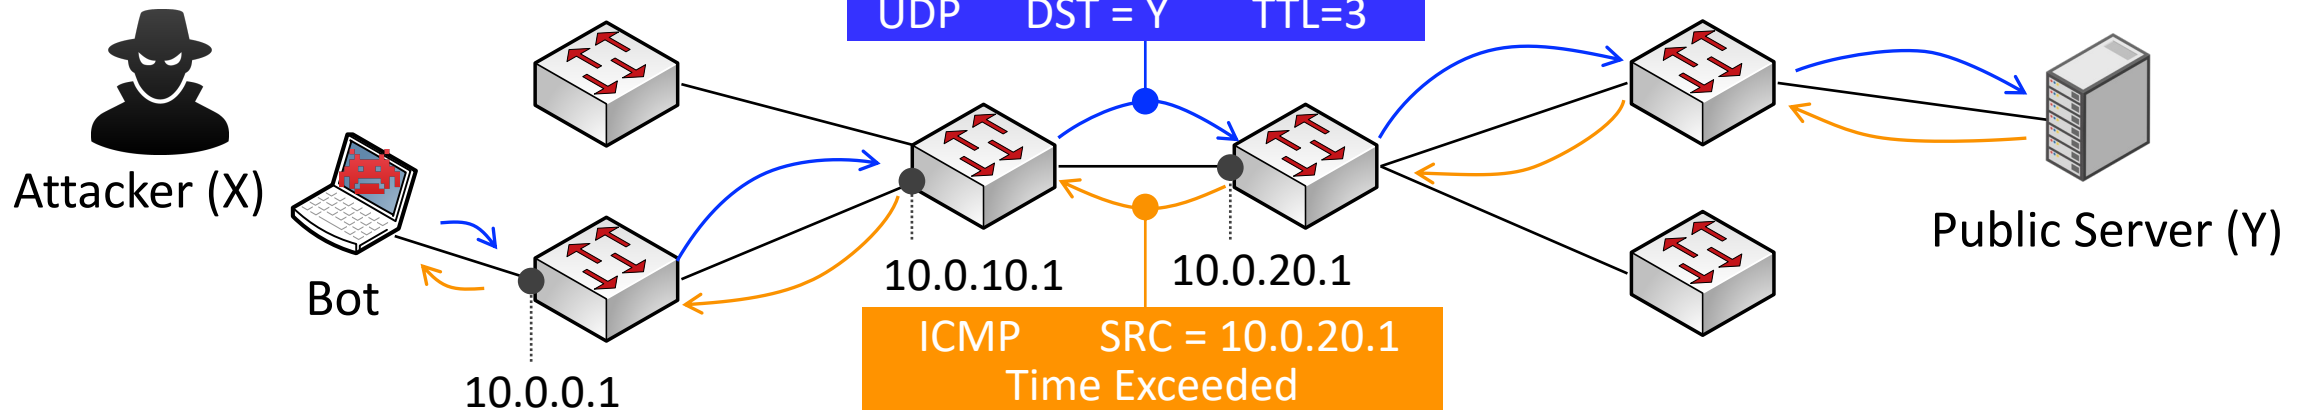 UDP DST = Y TTL=3
Attacker (X)
Bot
10.0.0.1
10.0.10.1
10.0.20.1
ICMP SRC = 10.0.20.1
Time Exceeded
Public Server (Y)